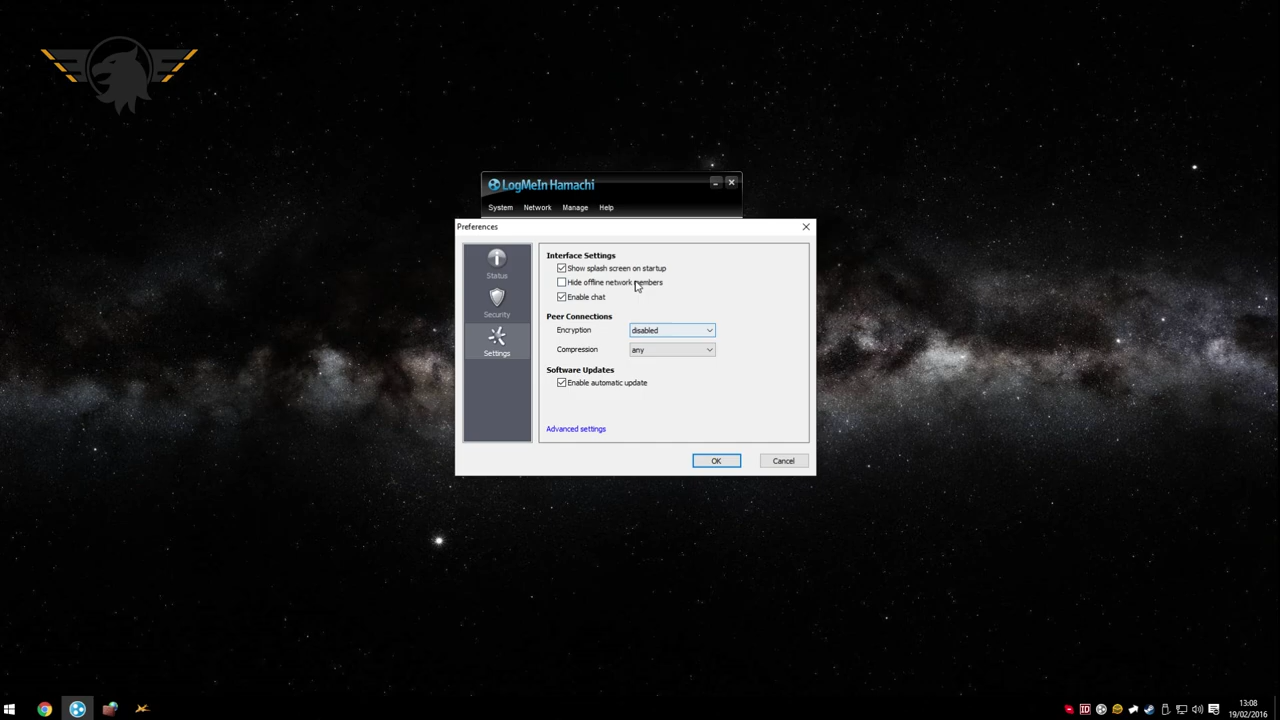 LogMeIn Hamachi
System Network Manage Help
Preferences
Status
Security
Settings
Interface Settings
Show splash screen on startup
Hide offline network members
Enable chat
Peer Connections
Encryption disabled
Compression any
Software Updates
Enable automatic update
Advanced settings
OK Cancel
ID
13:08
19/02/2016